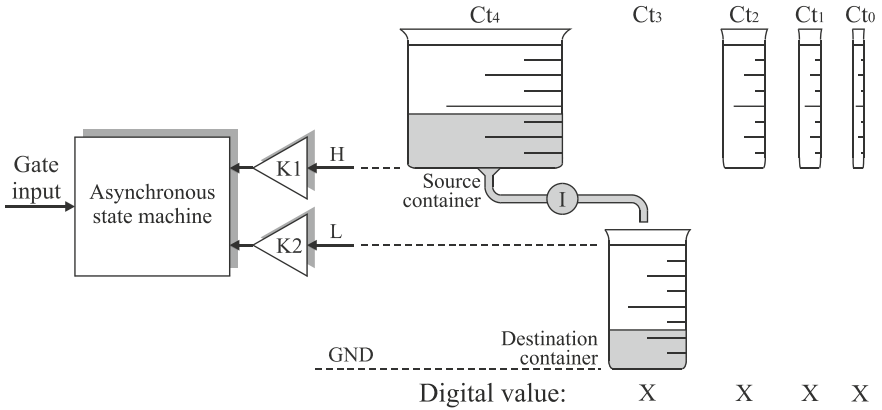 Ct4 Ct3 Ct2 Ct1 Ct0
Gate
input
Asynchronous
state machine
K1
H
Source
container
I
K2
L
GND
Destination
container
Digital value: X X X X